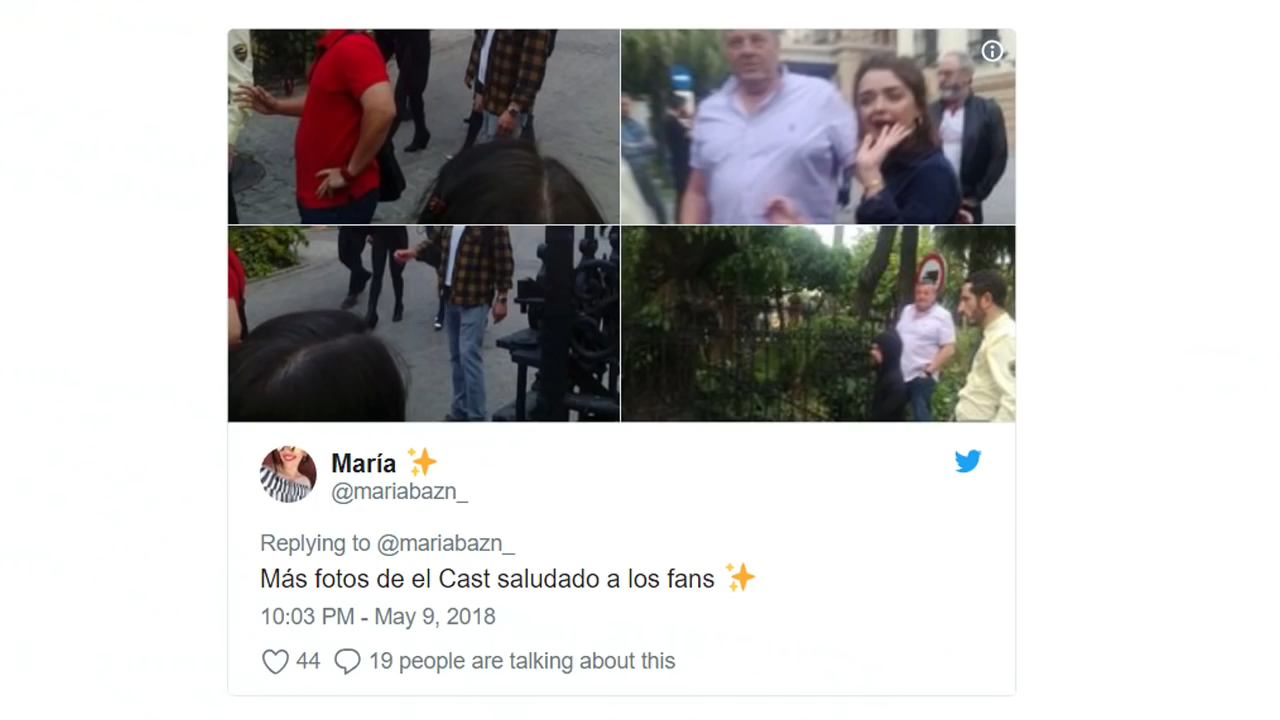 María ✨
@mariabazn_
Replying to @mariabazn_
Más fotos de el Cast saludado a los fans ✨
10:03 PM - May 9, 2018
44 19 people are talking about this